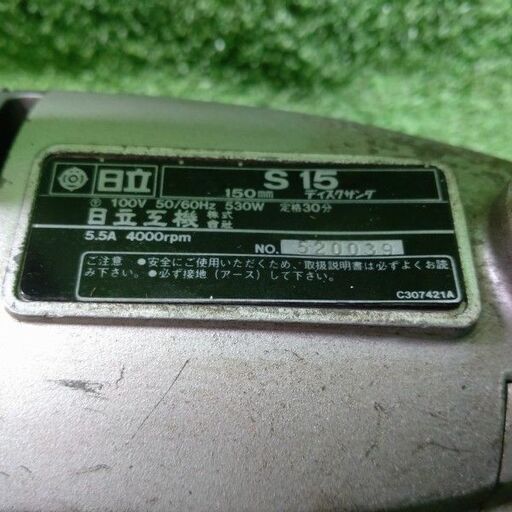 日立 S 15
150mm ディスクサンダ
〒 100V 50/60Hz 530W 定格30分
日立工機 株式会社
5.5A 4000rpm NO. 520039
ご注意 ●安全にご使用いただくため、取扱説明書は必ずよくお読
み下さい。●必ず接地（アース）して下さい。
C307421A